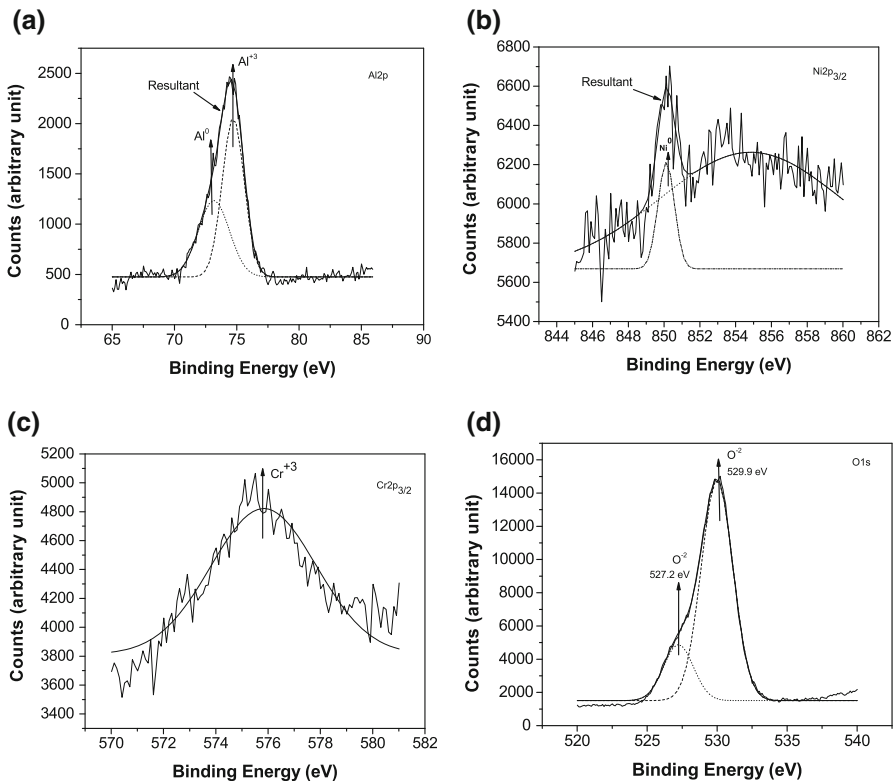 (a)
Counts (arbitrary unit)
2500
2000
1500
1000
500
0
Resultant
Al+3
Al0
Al2p
65 70 75 80 85 90
Binding Energy (eV)
(b)
Counts (arbitrary unit)
6800
6600
6400
6200
6000
5800
5600
5400
Resultant
Ni0
Ni2p3/2
844 846 848 850 852 854 856 858 860 862
Binding Energy (eV)
(c)
Counts (arbitrary unit)
5200
5000
4800
4600
4400
4200
4000
3800
3600
3400
Cr+3
Cr2p3/2
570 572 574 576 578 580 582
Binding Energy (eV)
(d)
Counts (arbitrary unit)
16000
14000
12000
10000
8000
6000
4000
2000
0
O-2
529.9 eV
O-2
527.2 eV
O1s
520 525 530 535 540
Binding Energy (eV)